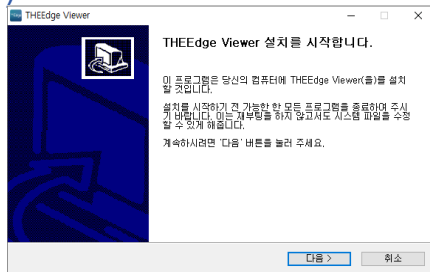 THEEdge Viewer
THEEdge Viewer 설치를 시작합니다.
이 프로그램은 당신의 컴퓨터에 THEEdge Viewer(을)를 설치
할 것입니다.
설치를 시작하기 전 가능한 한 모든 프로그램을 종료하여 주시
기 바랍니다. 이는 재부팅을 하지 않고서도 시스템 파일을 수정
할 수 있게 해줍니다.
계속하시려면 '다음' 버튼을 눌러 주세요.
다음 >
취소